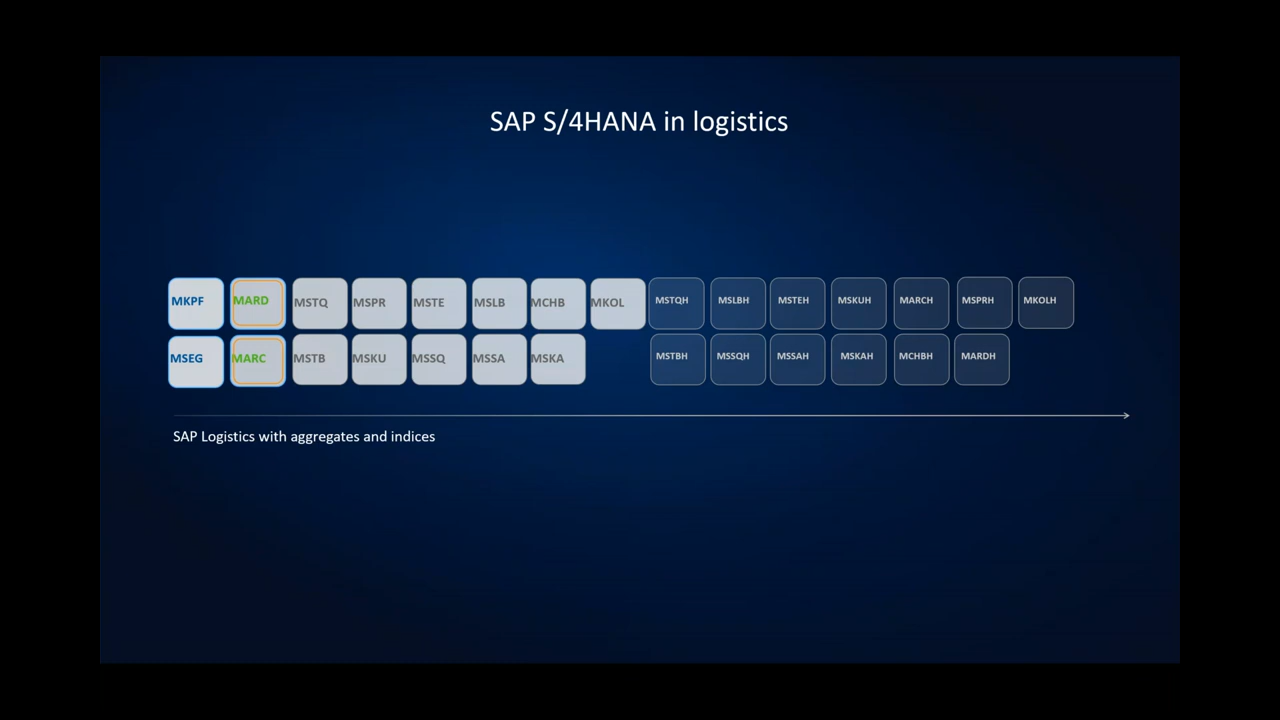 SAP S/4HANA in logistics
MKPF MARD MSTQ MSPR MSTE MSLB MCHB MKOL MSTQH MSLBH MSTEH MSKUH MARCH MSPRH MKOLH
MSEG MARC MSTB MSKU MSSQ MSSA MSKA MSTBH MSSQH MSSAH MSKAH MCHBH MARDH
SAP Logistics with aggregates and indices